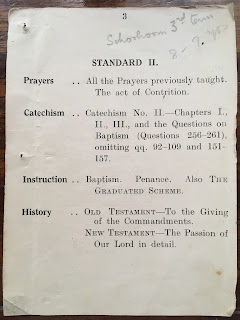 3
Schoolroom 3rd term
STANDARD II.
Prayers .. All the Prayers previously taught.
The act of Contrition.
Catechism .. Catechism No. II.—Chapters I.,
II., III., and the Questions on
Baptism (Questions 256–261),
omitting qq. 92–109 and 151–
157.
Instruction .. Baptism. Penance. Also THE
GRADUATED SCHEME.
History .. OLD TESTAMENT—To the Giving
of the Commandments.
NEW TESTAMENT—The Passion of
Our Lord in detail.